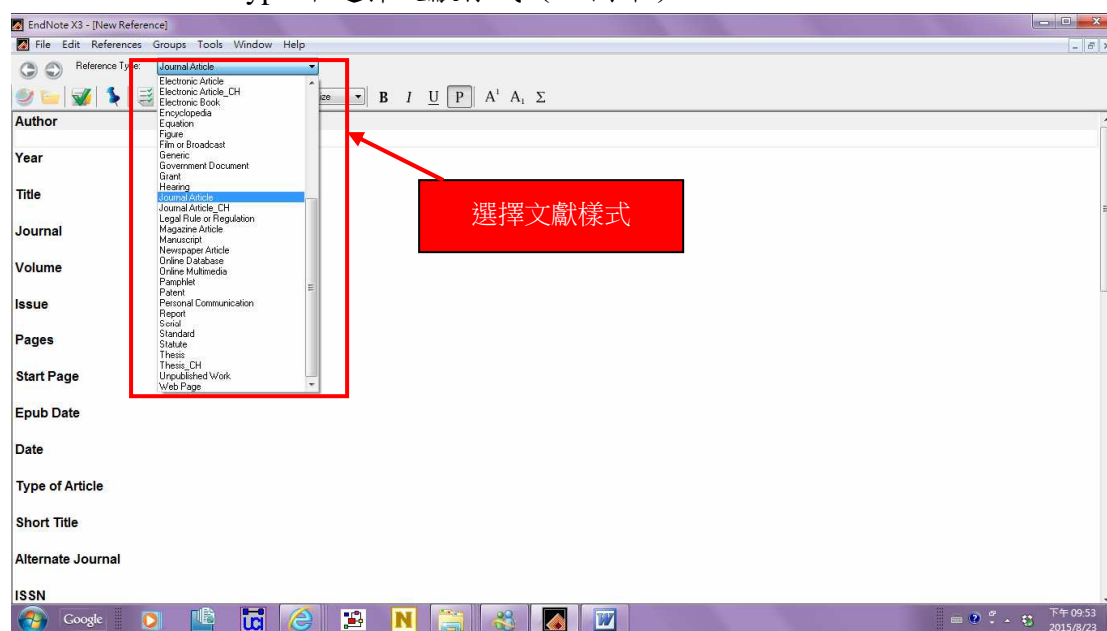 EndNote X3 - [New Reference]
File Edit References Groups Tools Window Help
Reference Type: Journal Article
B I U P A¹ A₁ Σ
Electronic Article
Electronic Article_CH
Electronic Book
Encyclopedia
Equation
Figure
Film or Broadcast
Generic
Government Document
Grant
Hearing
Journal Article
Journal Article_CH
Legal Rule or Regulation
Magazine Article
Manuscript
Newspaper Article
Online Database
Online Multimedia
Pamphlet
Patent
Personal Communication
Report
Serial
Standard
Statute
Thesis
Thesis_CH
Unpublished Work
Web Page
選擇文獻樣式
Author
Year
Title
Journal
Volume
Issue
Pages
Start Page
Epub Date
Date
Type of Article
Short Title
Alternate Journal
ISSN
Google
下午 09:53
2015/8/23